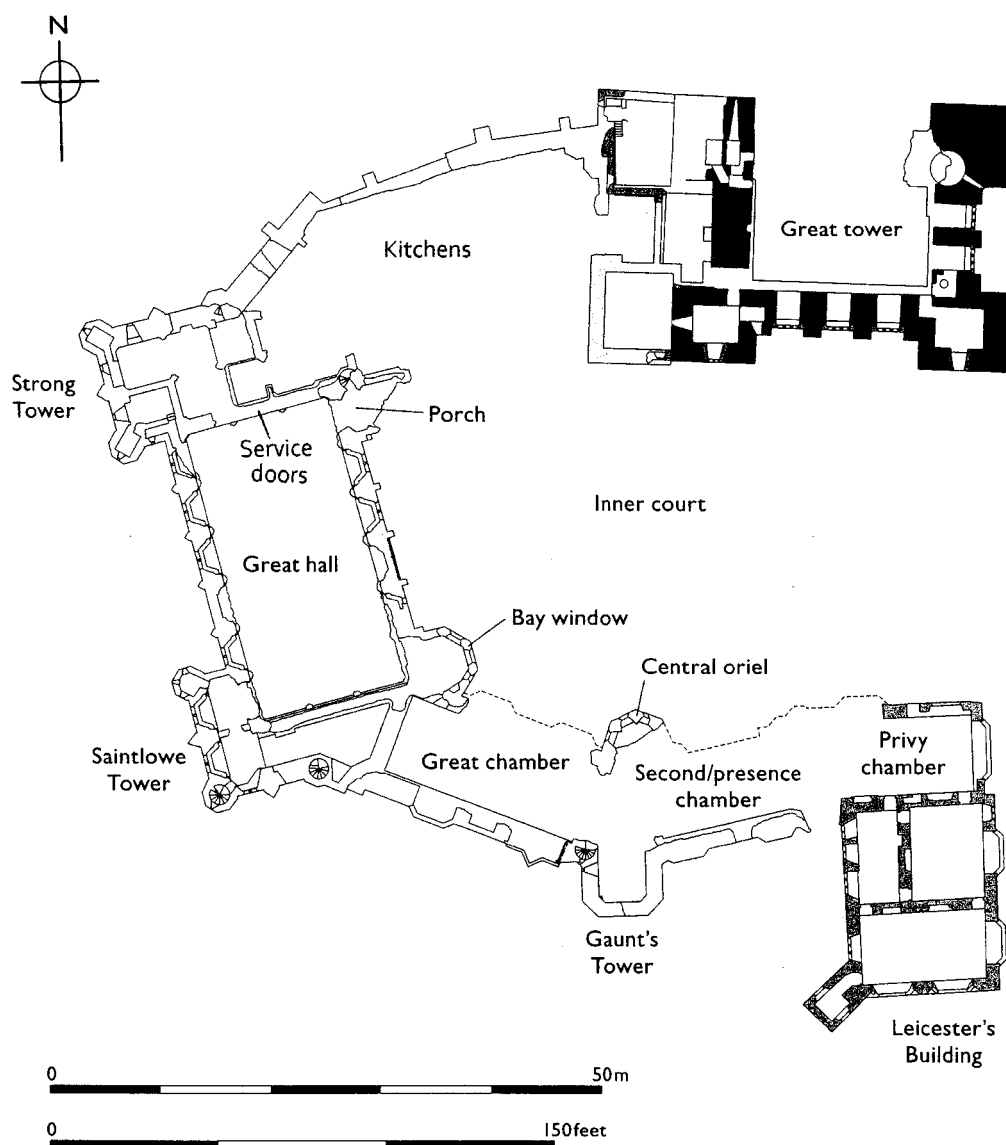 N
Great tower
Kitchens
Strong
Tower
Porch
Service
doors
Inner court
Great hall
Bay window
Central oriel
Saintlowe
Tower
Great chamber
Second/presence
chamber
Privy
chamber
Gaunt's
Tower
Leicester's
Building
0
50m
0
150feet